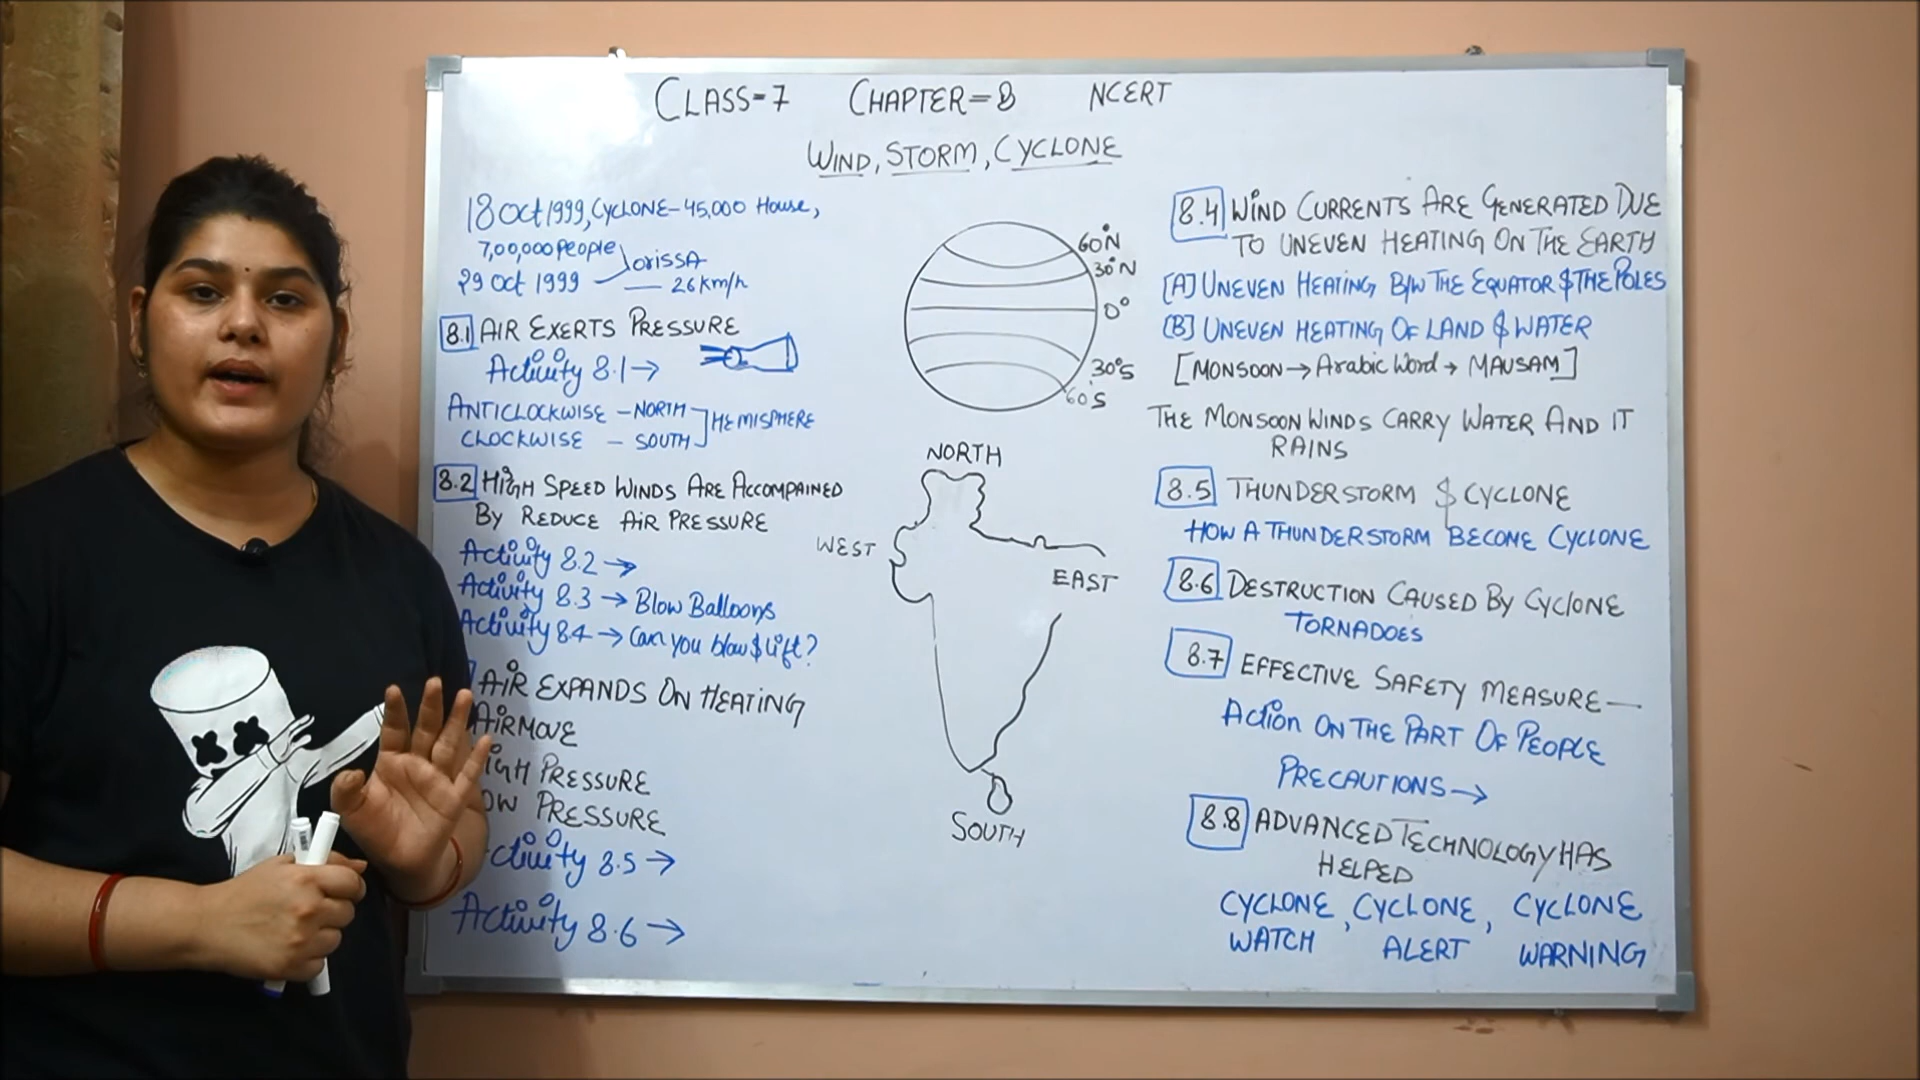 CLASS=7 CHAPTER=8 NCERT
WIND, STORM, CYCLONE
18 Oct 1999, CYCLONE-45,000 House,
7,00,000 People
29 Oct 1999
ORISSA
— 26 km/h
8.1 AIR EXERTS PRESSURE
Activity 8.1→
ANTICLOCKWISE - NORTH
CLOCKWISE - SOUTH
HEMISPHERE
8.2 HIGH SPEED WINDS ARE ACCOMPAINED
BY REDUCE AIR PRESSURE
Activity 8.2 →
Activity 8.3 → Blow Balloons
Activity 8.4 → Can you blow & lift?
AIR EXPANDS ON HEATING
AIR MOVE
IGH PRESSURE
OW PRESSURE
ctivity 8.5 →
Activity 8.6 →
60°N
30°N
0°
30°S
60°S
NORTH
WEST
EAST
SOUTH
8.4 WIND CURRENTS ARE GENERATED DUE
TO UNEVEN HEATING ON THE EARTH
[A] UNEVEN HEATING B/W THE EQUATOR & THE POLES
[B] UNEVEN HEATING OF LAND & WATER
[MONSOON → Arabic Word → MAUSAM]
THE MONSOON WINDS CARRY WATER AND IT
RAINS
8.5 THUNDERSTORM & CYCLONE
HOW A THUNDERSTORM BECOME CYCLONE
8.6 DESTRUCTION CAUSED BY CYCLONE
TORNADOES
8.7 EFFECTIVE SAFETY MEASURE—
ACTION ON THE PART OF PEOPLE
PRECAUTIONS→
8.8 ADVANCED TECHNOLOGY HAS
HELPED
CYCLONE, CYCLONE, CYCLONE
WATCH ALERT WARNING